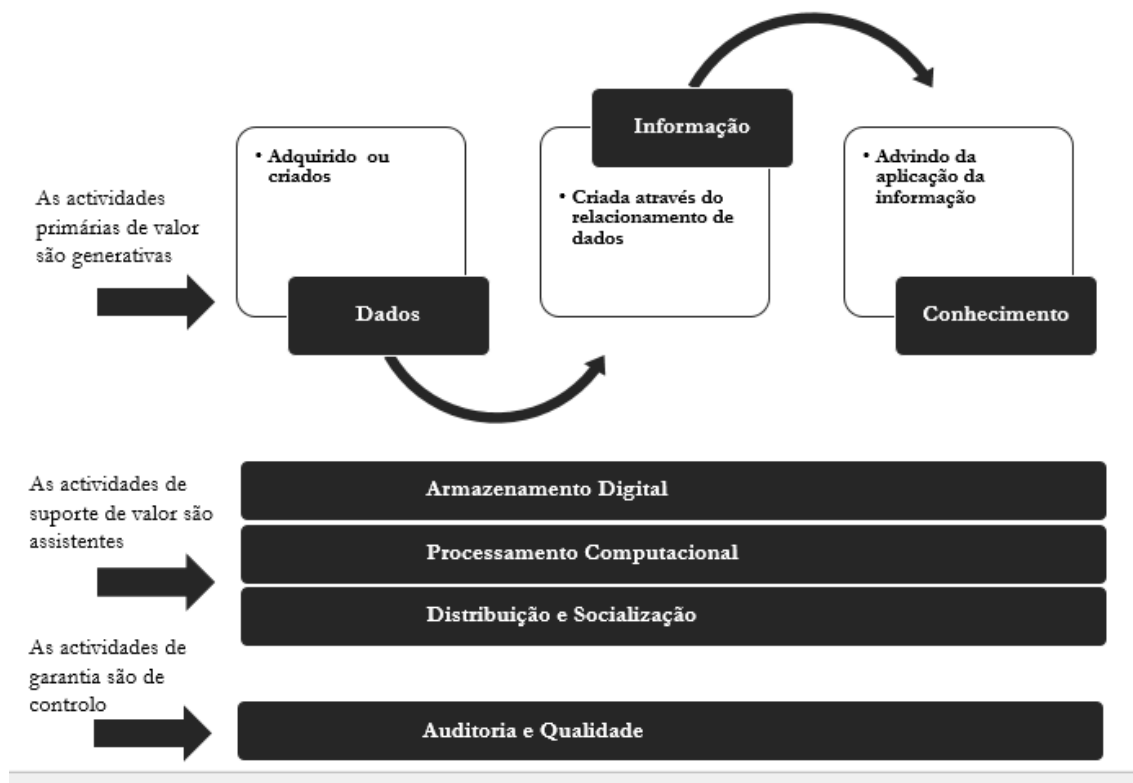 Informação
• Adquirido ou
criados
• Advindo da
aplicação da
informação
As actividades
primárias de valor
são generativas
• Criada através do
relacionamento de
dados
Dados
Conhecimento
As actividades de
suporte de valor são
assistentes
Armazenamento Digital
Processamento Computacional
Distribuição e Socialização
As actividades de
garantia são de
controlo
Auditoria e Qualidade